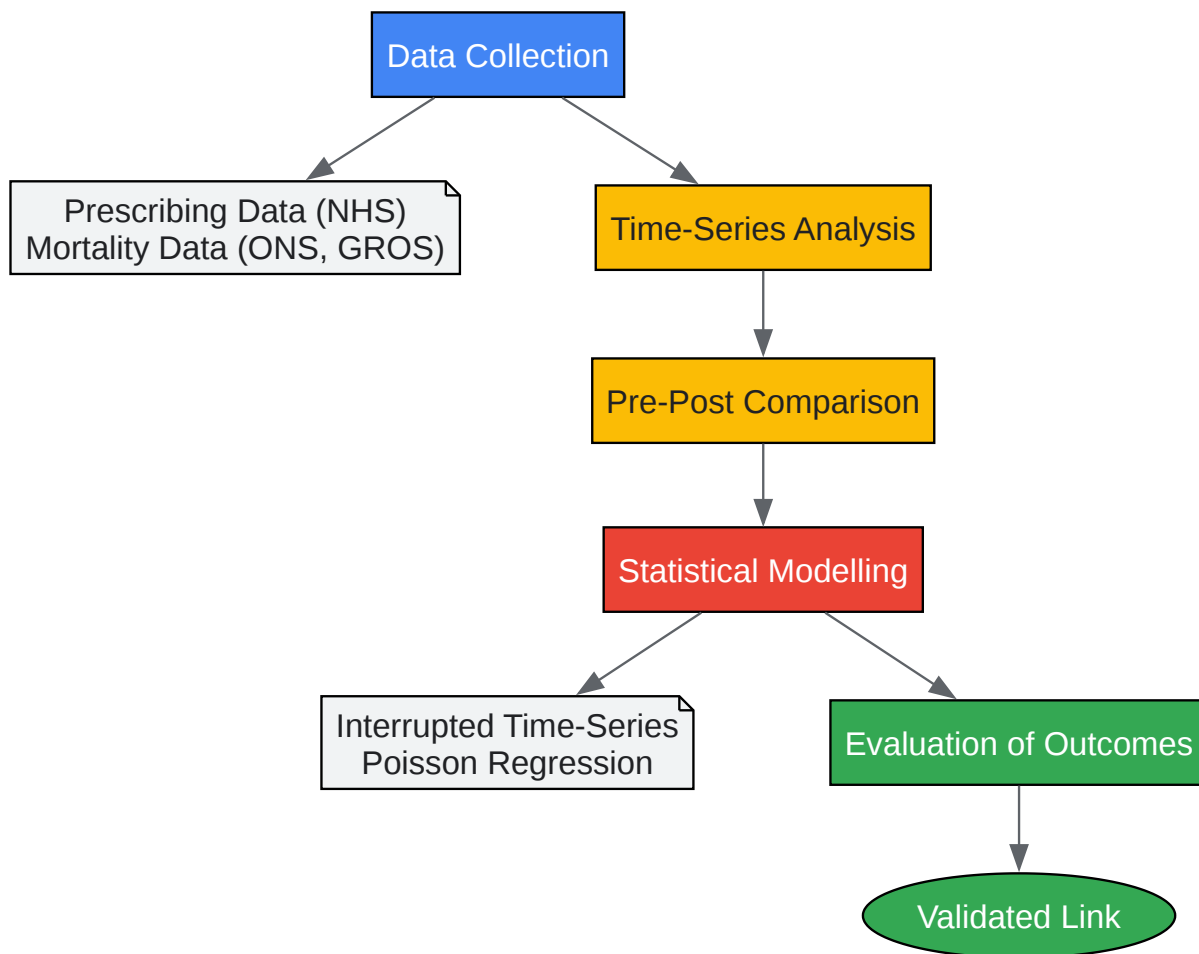 Data Collection
Prescribing Data (NHS)
Mortality Data (ONS, GROS)
Time-Series Analysis
Pre-Post Comparison
Statistical Modelling
Interrupted Time-Series
Poisson Regression
Evaluation of Outcomes
Validated Link